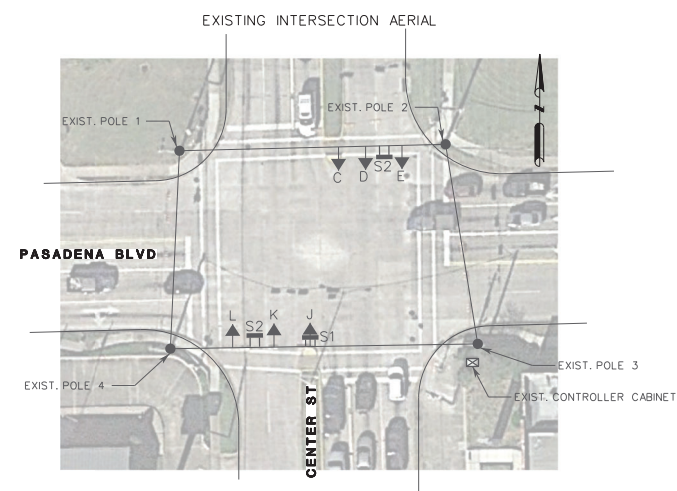 EXISTING INTERSECTION AERIAL
EXIST. POLE 2
EXIST. POLE 1
S2
C D E
N
PASADENA BLVD
L K J
S2 S1
EXIST. POLE 3
EXIST. POLE 4
EXIST. CONTROLLER CABINET
CENTER ST